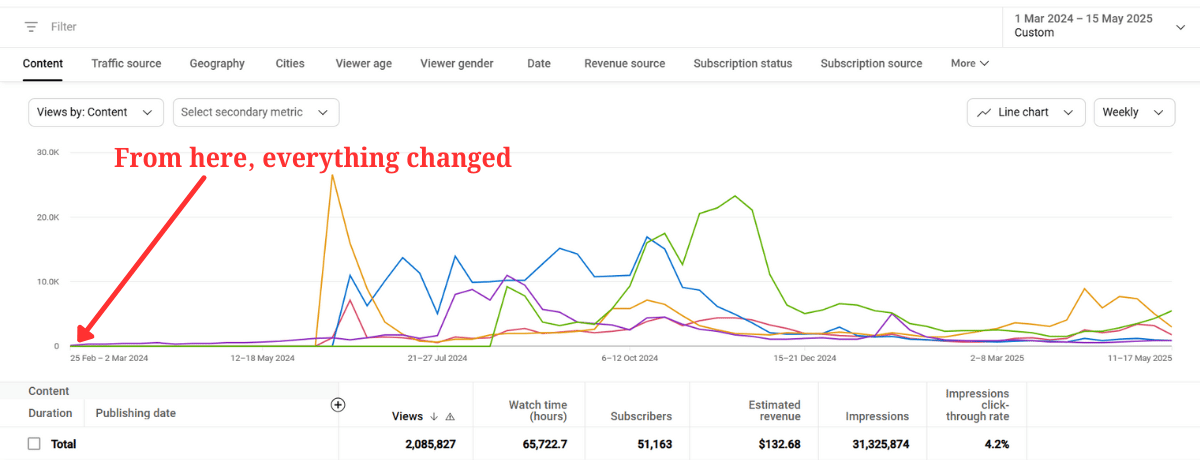 Filter
1 Mar 2024 – 15 May 2025
Custom
Content Traffic source Geography Cities Viewer age Viewer gender Date Revenue source Subscription status Subscription source More
Views by: Content Select secondary metric Line chart Weekly
From here, everything changed
30.0K
20.0K
10.0K
0
25 Feb – 2 Mar 2024 12–18 May 2024 21–27 Jul 2024 6–12 Oct 2024 15–21 Dec 2024 2–8 Mar 2025 11–17 May 2025
Content
Duration Publishing date
Views
Watch time
(hours)
Subscribers
Estimated
revenue
Impressions
Impressions
click-
through rate
Total 2,085,827 65,722.7 51,163 $132.68 31,325,874 4.2%